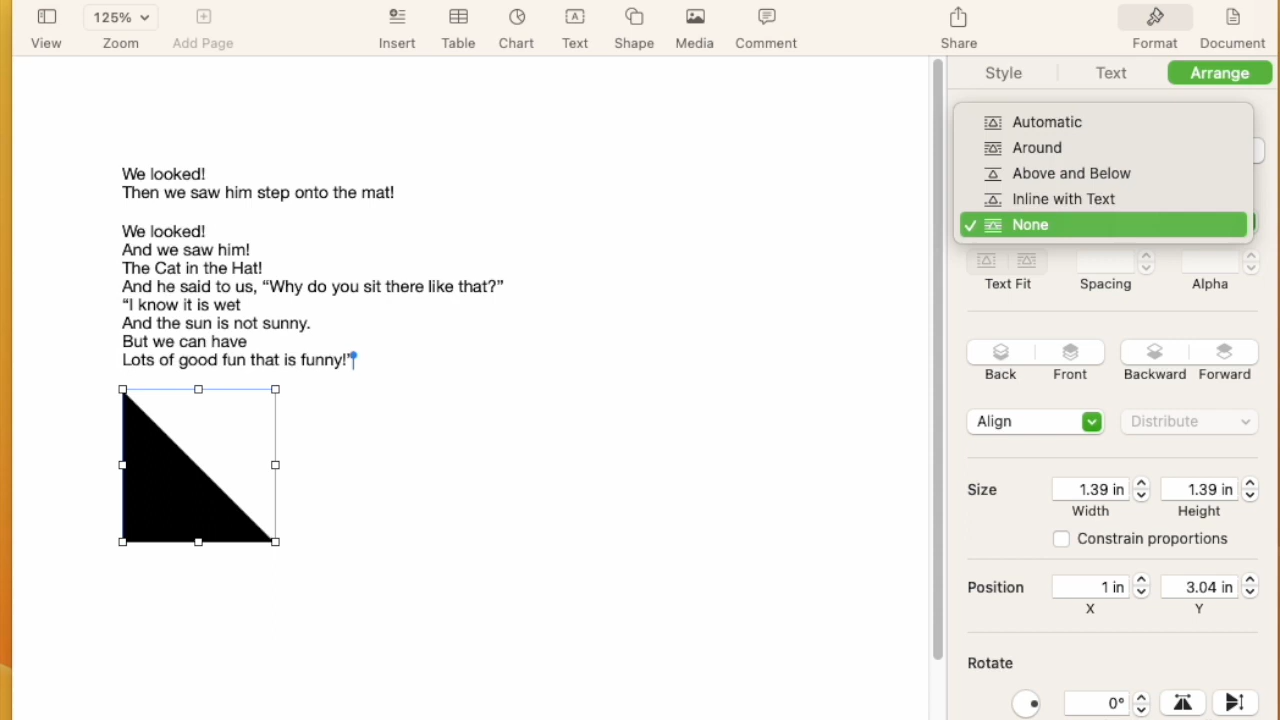 125%
View
Zoom
Add Page
Insert
Table
Chart
Text
Shape
Media
Comment
Share
Format
Document
Style
Text
Arrange
Automatic
Around
Above and Below
Inline with Text
None
Text Fit
Spacing
Alpha
Back
Front
Backward
Forward
Align
Distribute
Size
1.39 in
1.39 in
Width
Height
Constrain proportions
Position
1 in
3.04 in
X
Y
Rotate
0°
We looked!
Then we saw him step onto the mat!
We looked!
And we saw him!
The Cat in the Hat!
And he said to us, “Why do you sit there like that?”
“I know it is wet
And the sun is not sunny.
But we can have
Lots of good fun that is funny!”